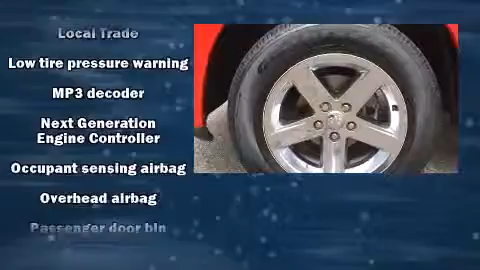 Local Trade
Low tire pressure warning
MP3 decoder
Next Generation
Engine Controller
Occupant sensing airbag
Overhead airbag
Passenger door bin